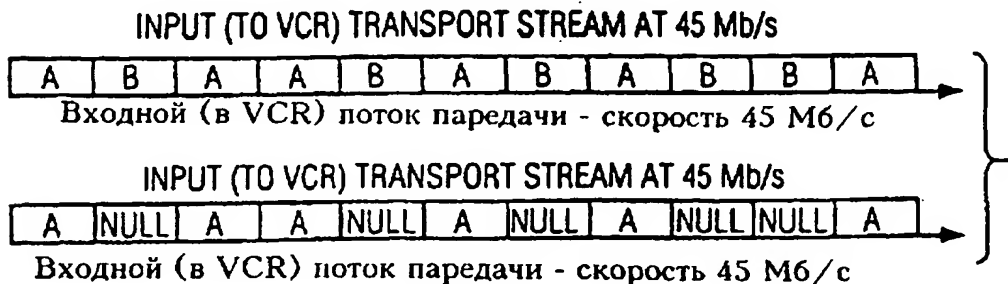 INPUT (TO VCR) TRANSPORT STREAM AT 45 Mb/s
A B A A B A B A B B A
Входной (в VCR) поток паредачи - скорость 45 Мб/с
INPUT (TO VCR) TRANSPORT STREAM AT 45 Mb/s
A NULL A A NULL A NULL A NULL NULL A
Входной (в VCR) поток паредачи - скорость 45 Мб/с